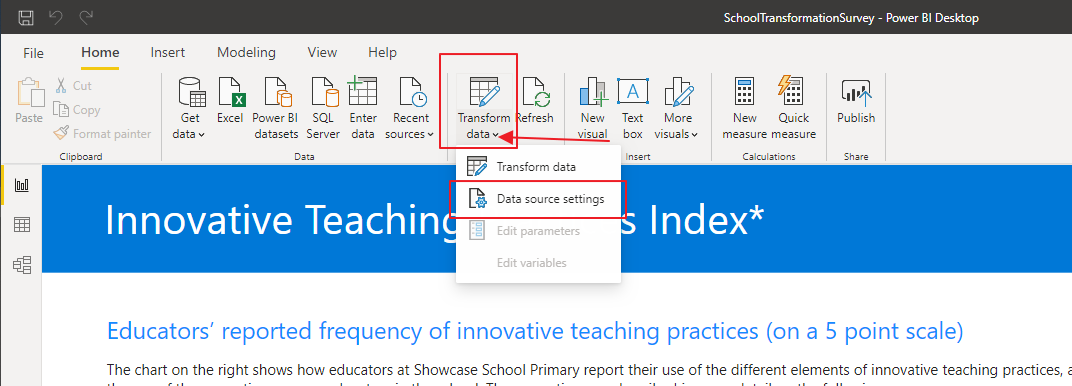 SchoolTransformationSurvey - Power BI Desktop
File Home Insert Modeling View Help
Paste
Cut
Copy
Format painter
Clipboard
Get
data
Excel
Power BI
datasets
SQL
Server
Enter
data
Recent
sources
Data
Transform
data
Refresh
New
visual
Text
box
More
visuals
Insert
New
measure
Quick
measure
Calculations
Publish
Share
Transform data
Data source settings
Edit parameters
Edit variables
Innovative Teaching s Index*
Educators’ reported frequency of innovative teaching practices (on a 5 point scale)
The chart on the right shows how educators at Showcase School Primary report their use of the different elements of innovative teaching practices, a